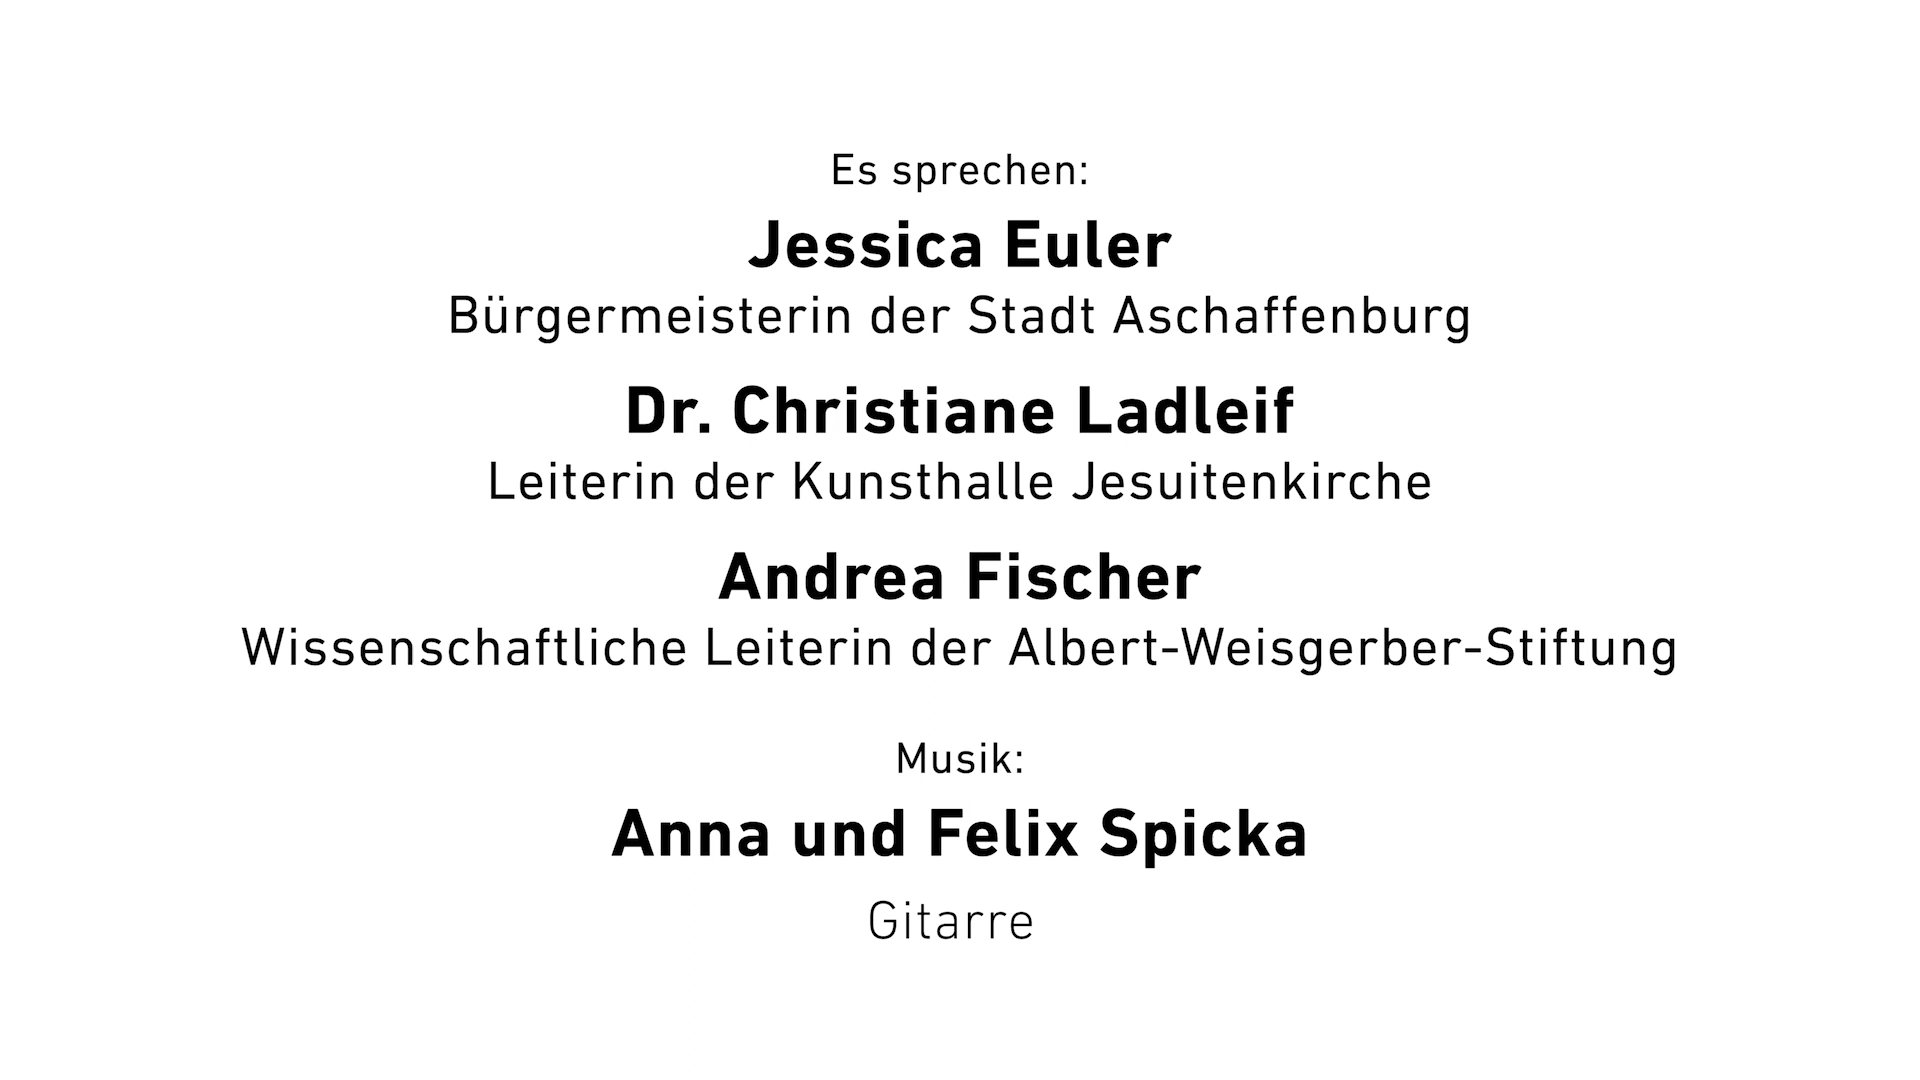 Es sprechen:
Jessica Euler
Bürgermeisterin der Stadt Aschaffenburg
Dr. Christiane Ladleif
Leiterin der Kunsthalle Jesuitenkirche
Andrea Fischer
Wissenschaftliche Leiterin der Albert-Weisgerber-Stiftung
Musik:
Anna und Felix Spicka
Gitarre